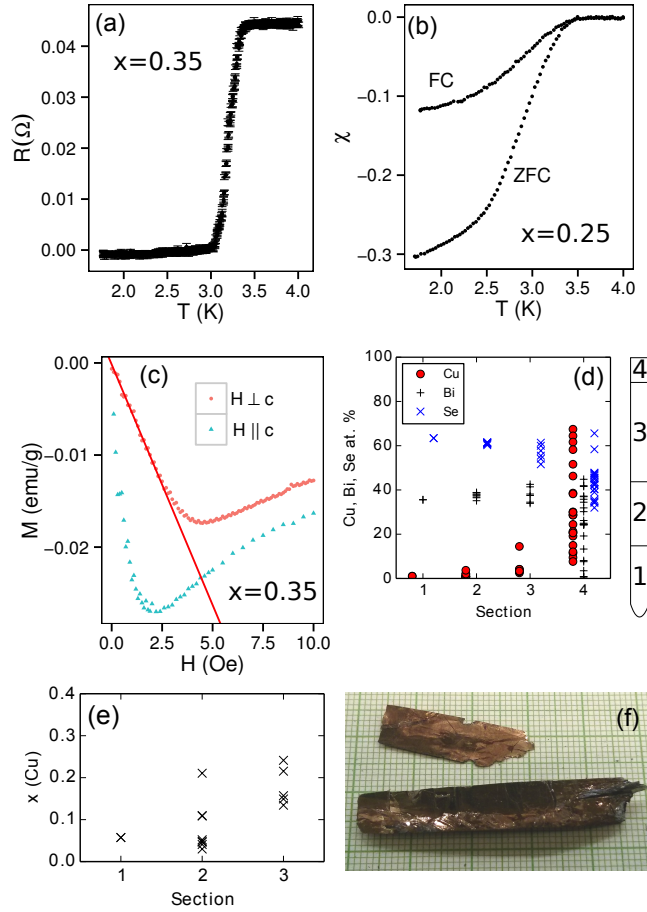 (a)
x=0.35
R(Ω)
0.04
0.03
0.02
0.01
0.00
2.0 2.5 3.0 3.5 4.0
T (K)
(b)
FC
ZFC
x=0.25
χ
−0.0
−0.1
−0.2
−0.3
2.0 2.5 3.0 3.5 4.0
T (K)
(c)
H ⊥ c
H || c
x=0.35
M (emu/g)
0.00
−0.01
−0.02
0.0 2.5 5.0 7.5 10.0
H (Oe)
(d)
Cu
Bi
Se
Cu, Bi, Se at. %
100
80
60
40
20
0
1 2 3 4
Section
4
3
2
1
(e)
x (Cu)
0.4
0.3
0.2
0.1
0.0
1 2 3
Section
(f)